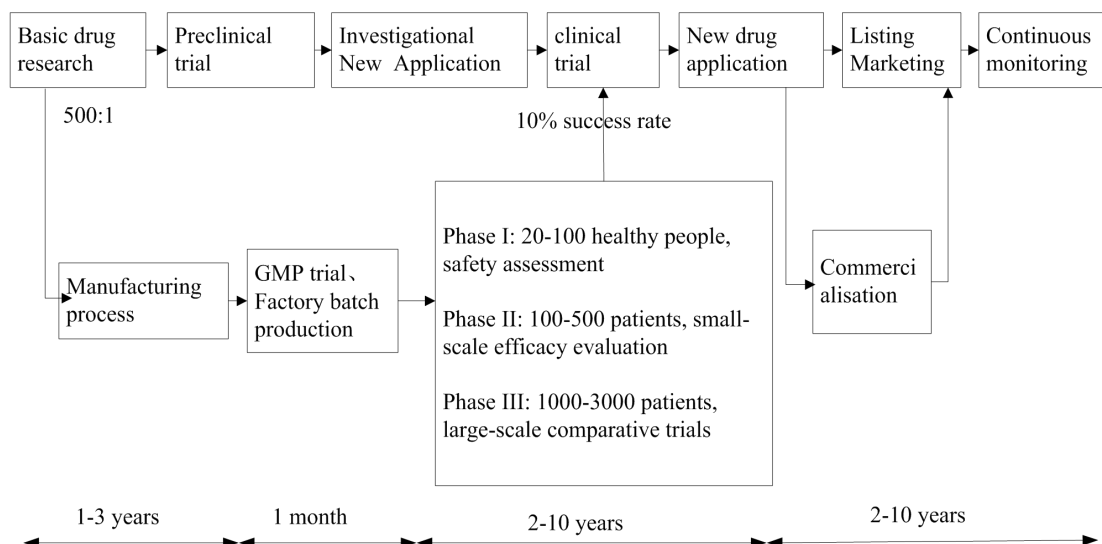 Basic drug
research
Preclinical
trial
Investigational
New Application
clinical
trial
New drug
application
Listing
Marketing
Continuous
monitoring
500:1
10% success rate
Manufacturing
process
GMP trial、
Factory batch
production
Phase I: 20-100 healthy people,
safety assessment
Phase II: 100-500 patients, small-
scale efficacy evaluation
Phase III: 1000-3000 patients,
large-scale comparative trials
Commerci
alisation
1-3 years
1 month
2-10 years
2-10 years